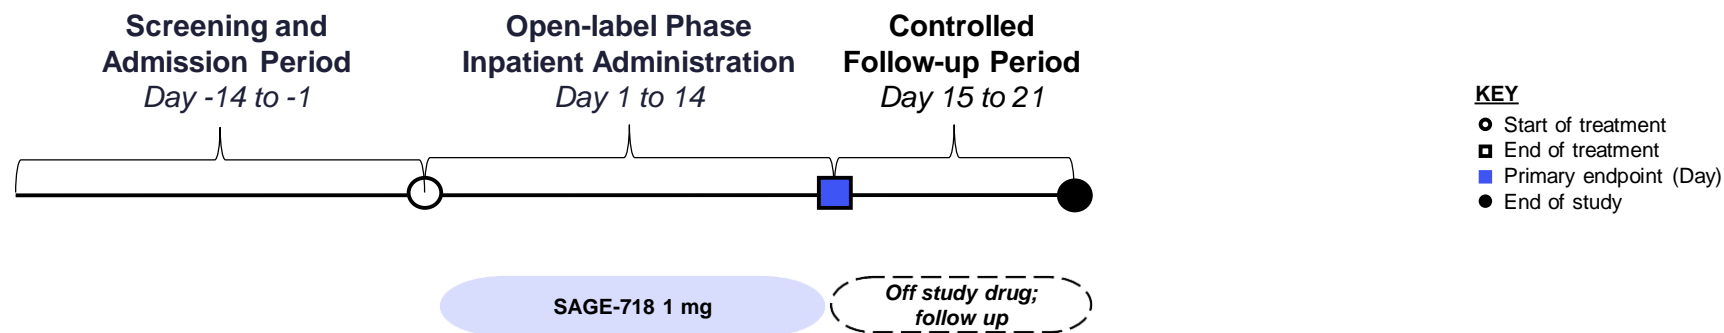 Screening and
Admission Period
Day -14 to -1
Open-label Phase
Inpatient Administration
Day 1 to 14
Controlled
Follow-up Period
Day 15 to 21
KEY
Start of treatment
End of treatment
Primary endpoint (Day)
End of study
SAGE-718 1 mg
Off study drug;
follow up